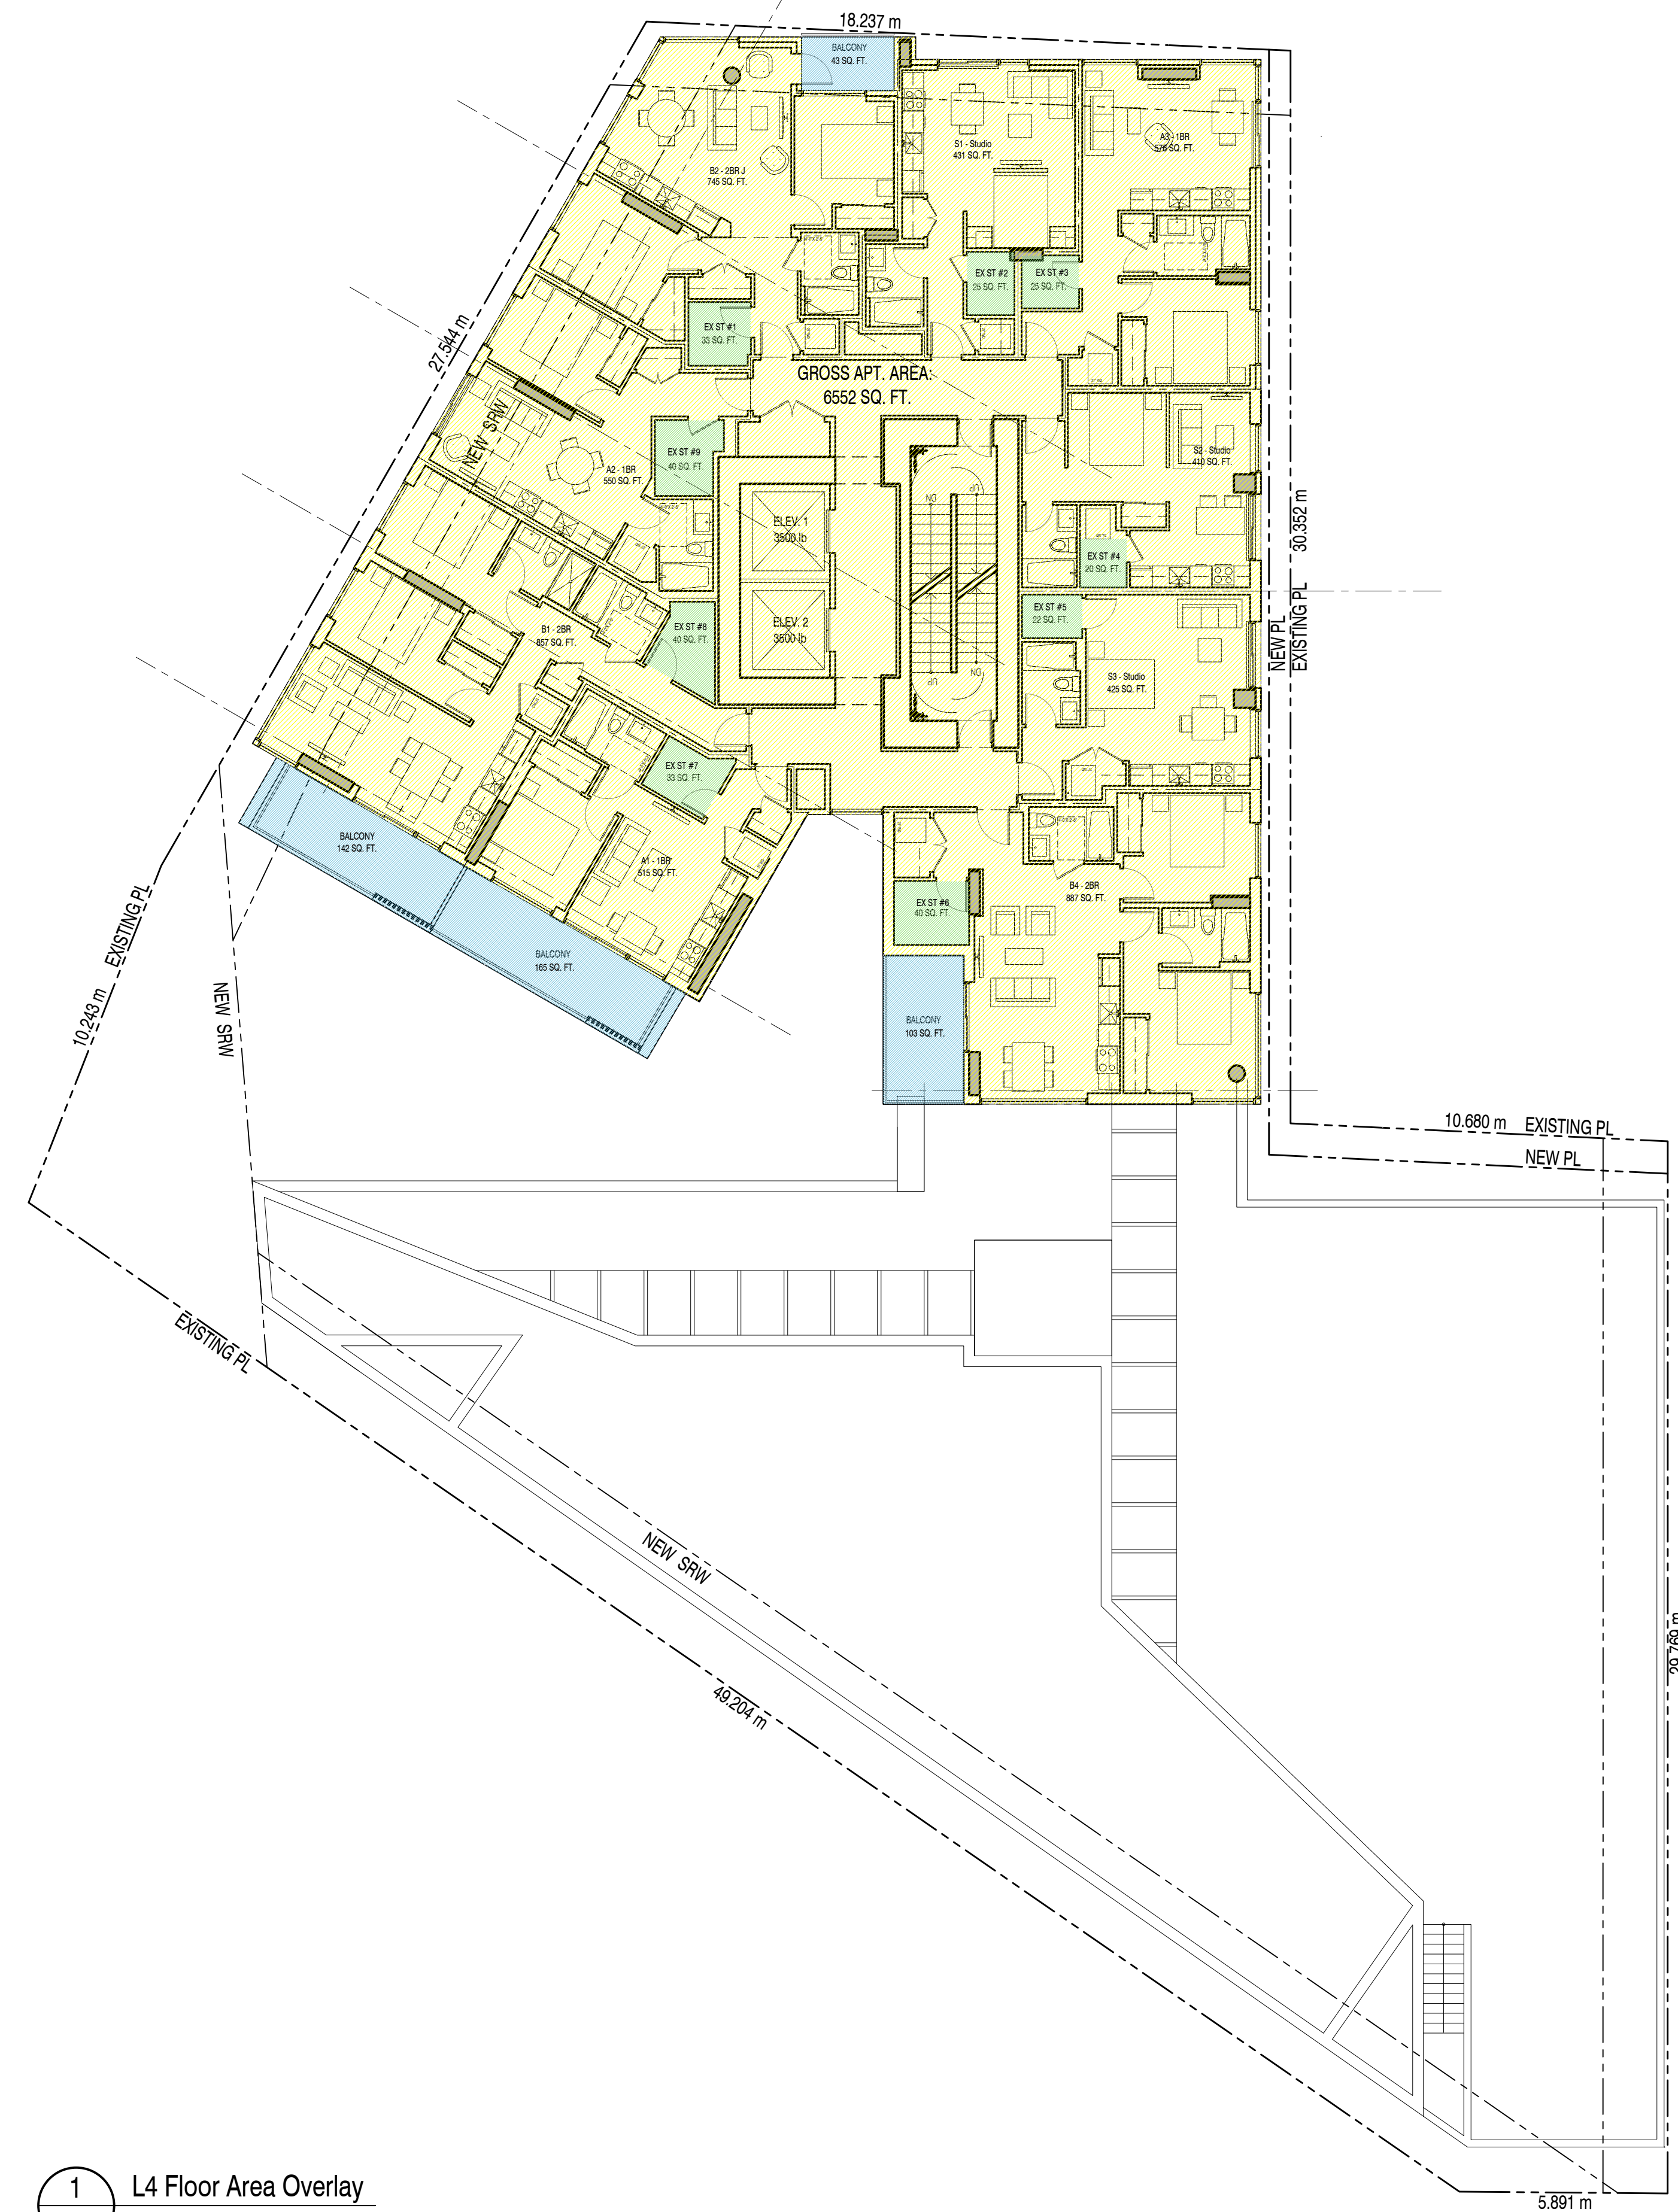 18.237 m
BALCONY
43 SQ. FT.
B2 - 2BR J
745 SQ. FT.
S1 - Studio
431 SQ. FT.
A3 - 1BR
576 SQ. FT.
EX ST #1
33 SQ. FT.
EX ST #2
25 SQ. FT.
EX ST #3
25 SQ. FT.
27.544 m
GROSS APT. AREA:
6552 SQ. FT.
NEW SRW
A2 - 1BR
550 SQ. FT.
EX ST #9
40 SQ. FT.
S2 - Studio
410 SQ. FT.
ELEV. 1
3500 lb
DN
UP
EX ST #4
20 SQ. FT.
30.352 m
NEW PL
EXISTING PL
EX ST #5
22 SQ. FT.
B1 - 2BR
857 SQ. FT.
EX ST #8
40 SQ. FT.
ELEV. 2
3500 lb
UP
DN
S3 - Studio
425 SQ. FT.
EX ST #7
33 SQ. FT.
BALCONY
142 SQ. FT.
A1 - 1BR
515 SQ. FT.
B4 - 2BR
887 SQ. FT.
EX ST #6
40 SQ. FT.
BALCONY
165 SQ. FT.
BALCONY
103 SQ. FT.
10.243 m EXISTING PL
NEW SRW
10.680 m EXISTING PL
NEW PL
EXISTING PL
NEW SRW
49.204 m
29.769 m
1
L4 Floor Area Overlay
5.891 m